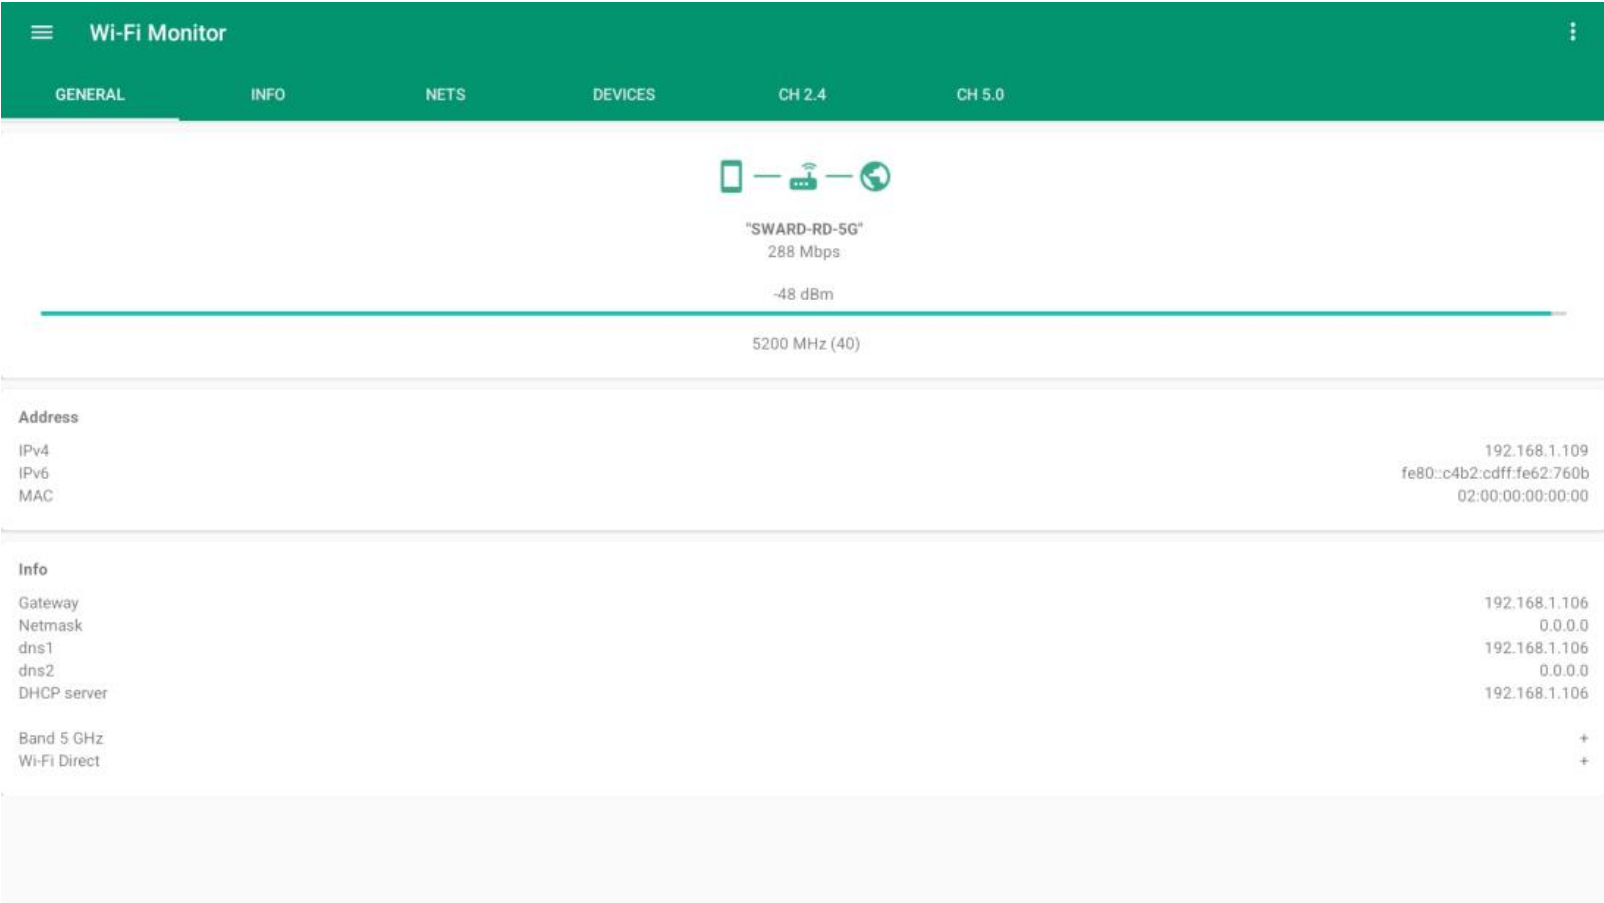 Wi-Fi Monitor
GENERAL INFO NETS DEVICES CH 2.4 CH 5.0
"SWARD-RD-5G"
288 Mbps
-48 dBm
5200 MHz (40)
Address
IPv4 192.168.1.109
IPv6 fe80::c4b2:cdff:fe62:760b
MAC 02:00:00:00:00:00
Info
Gateway 192.168.1.106
Netmask 0.0.0.0
dns1 192.168.1.106
dns2 0.0.0.0
DHCP server 192.168.1.106
Band 5 GHz +
Wi-Fi Direct +